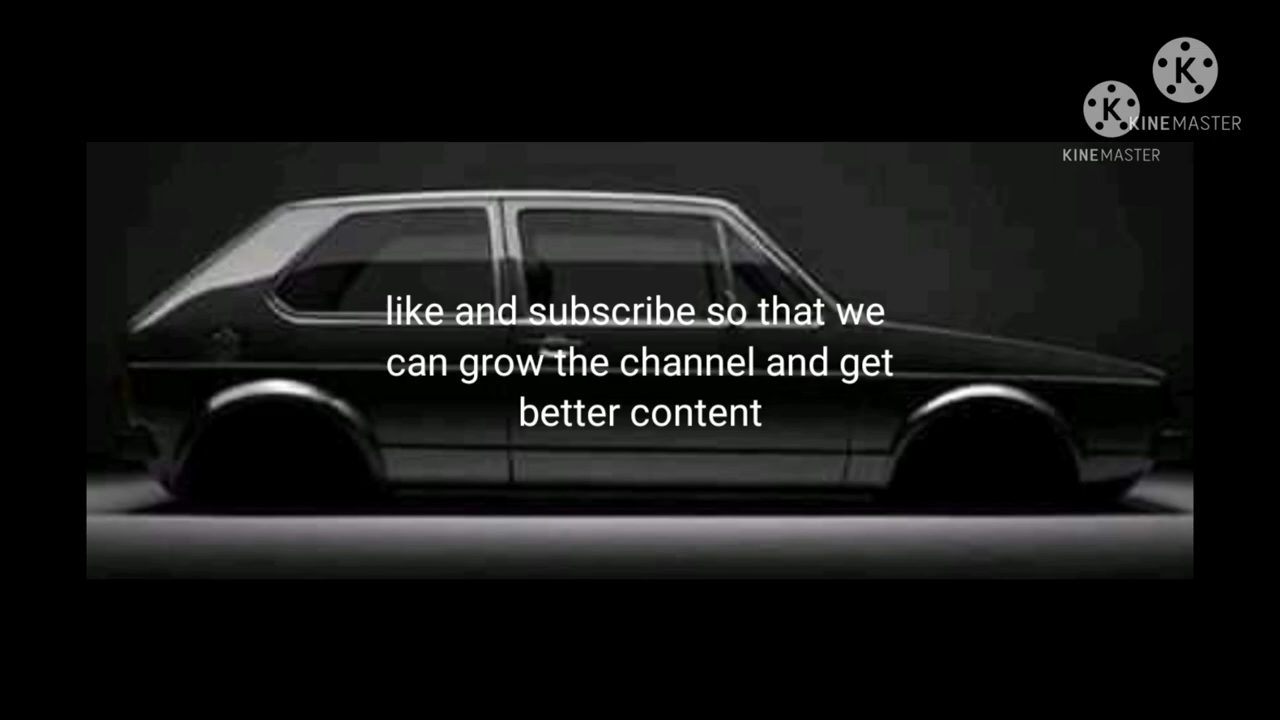 K
K
KINEMASTER
KINEMASTER
like and subscribe so that we
can grow the channel and get
better content